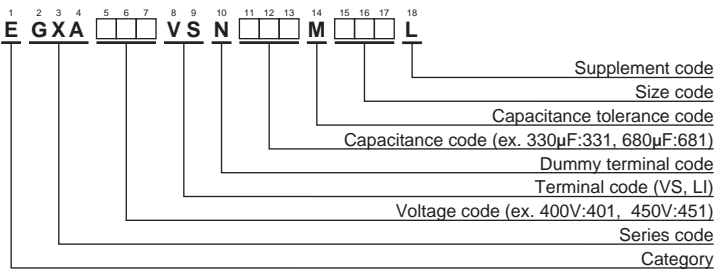 1 2 3 4 5 6 7 8 9 10 11 12 13 14 15 16 17 18
E GXA □□□ VS N □□□ M □□□ L
Supplement code
Size code
Capacitance tolerance code
Capacitance code (ex. 330μF:331, 680μF:681)
Dummy terminal code
Terminal code (VS, LI)
Voltage code (ex. 400V:401, 450V:451)
Series code
Category